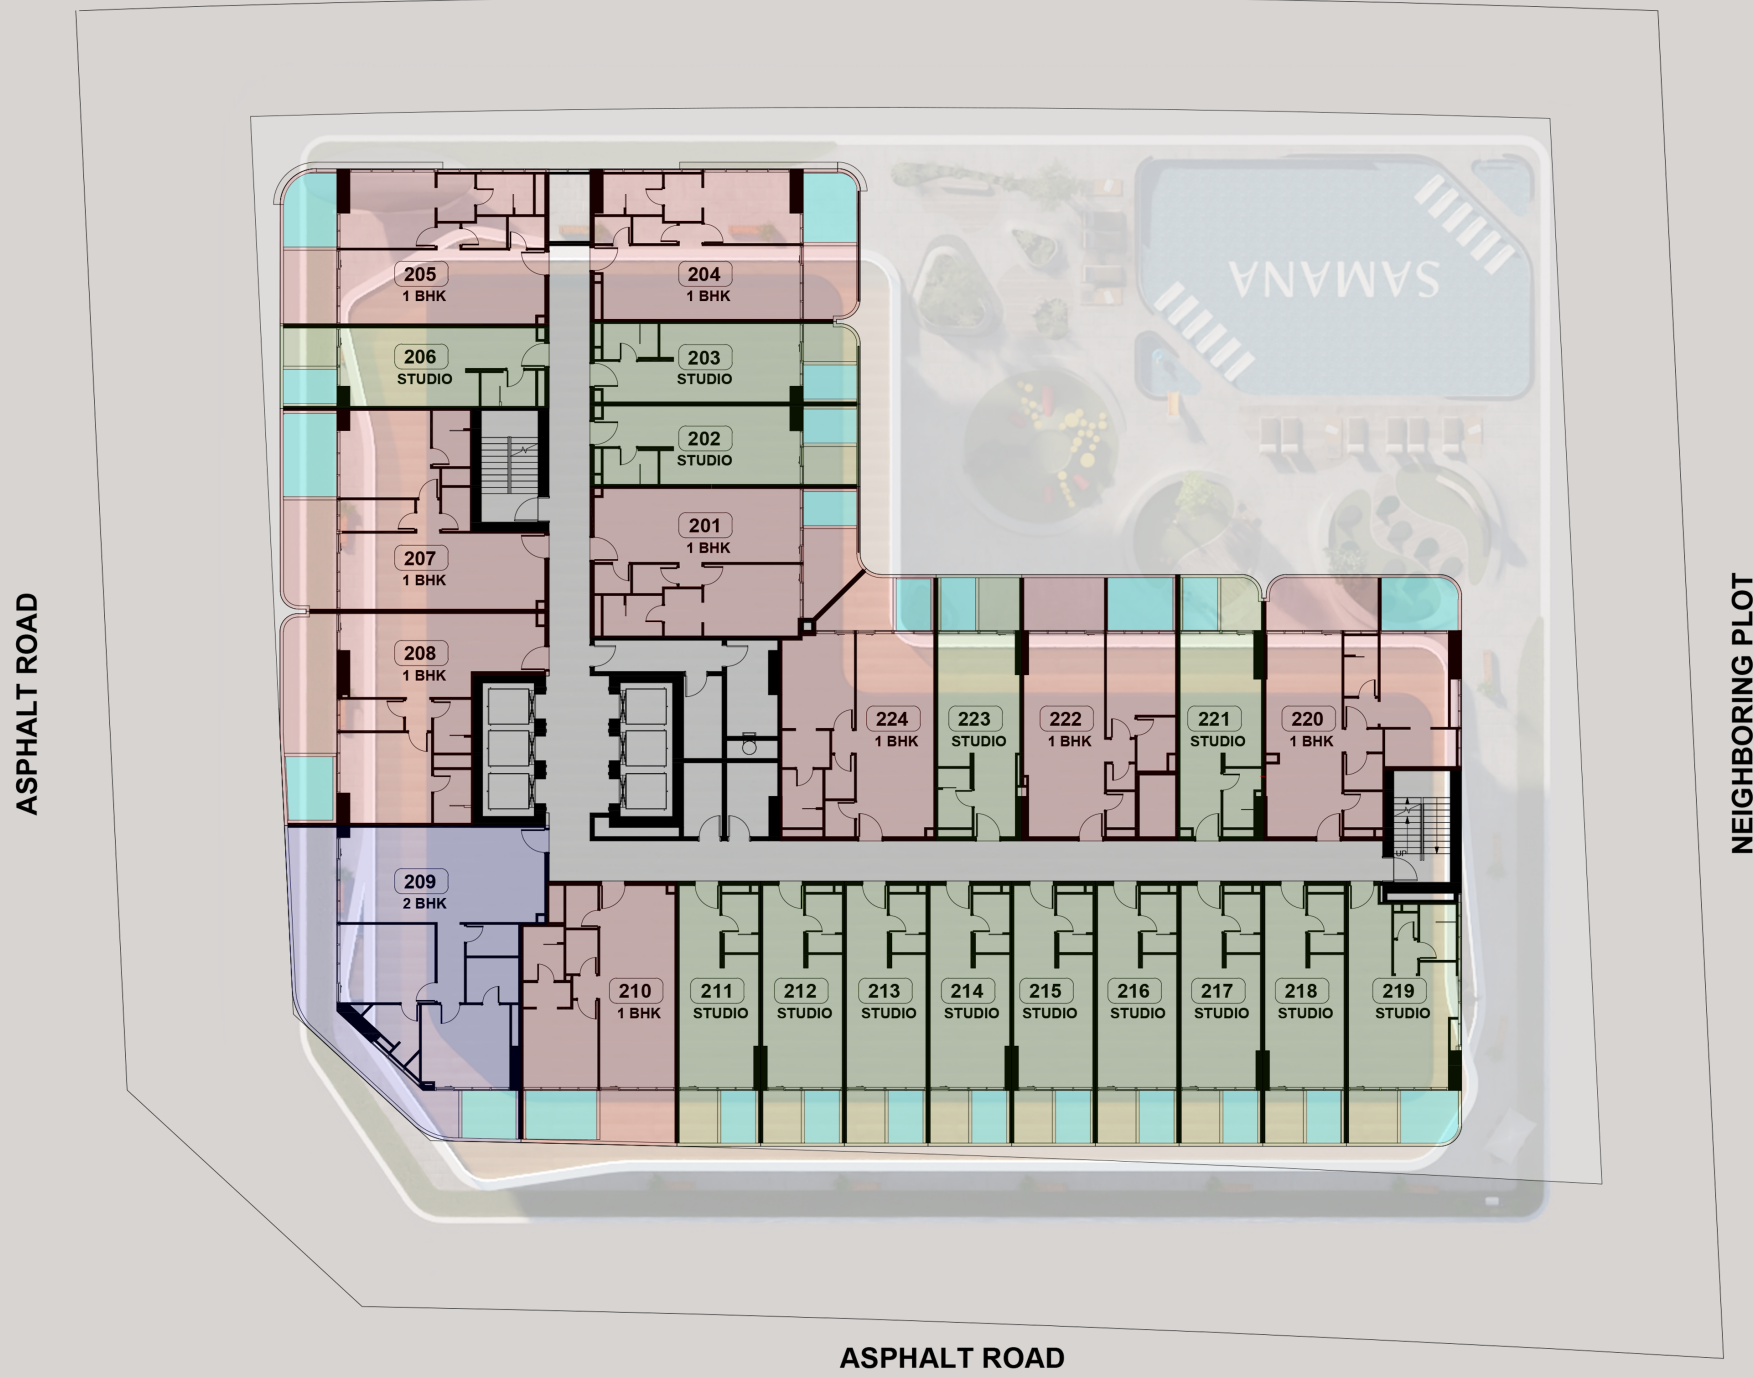 SAMANA
205
1 BHK
204
1 BHK
206
STUDIO
203
STUDIO
202
STUDIO
201
1 BHK
207
1 BHK
208
1 BHK
224
1 BHK
223
STUDIO
222
1 BHK
221
STUDIO
220
1 BHK
UP
209
2 BHK
210
1 BHK
211
STUDIO
212
STUDIO
213
STUDIO
214
STUDIO
215
STUDIO
216
STUDIO
217
STUDIO
218
STUDIO
219
STUDIO
ASPHALT ROAD
NEIGHBORING PLOT
ASPHALT ROAD